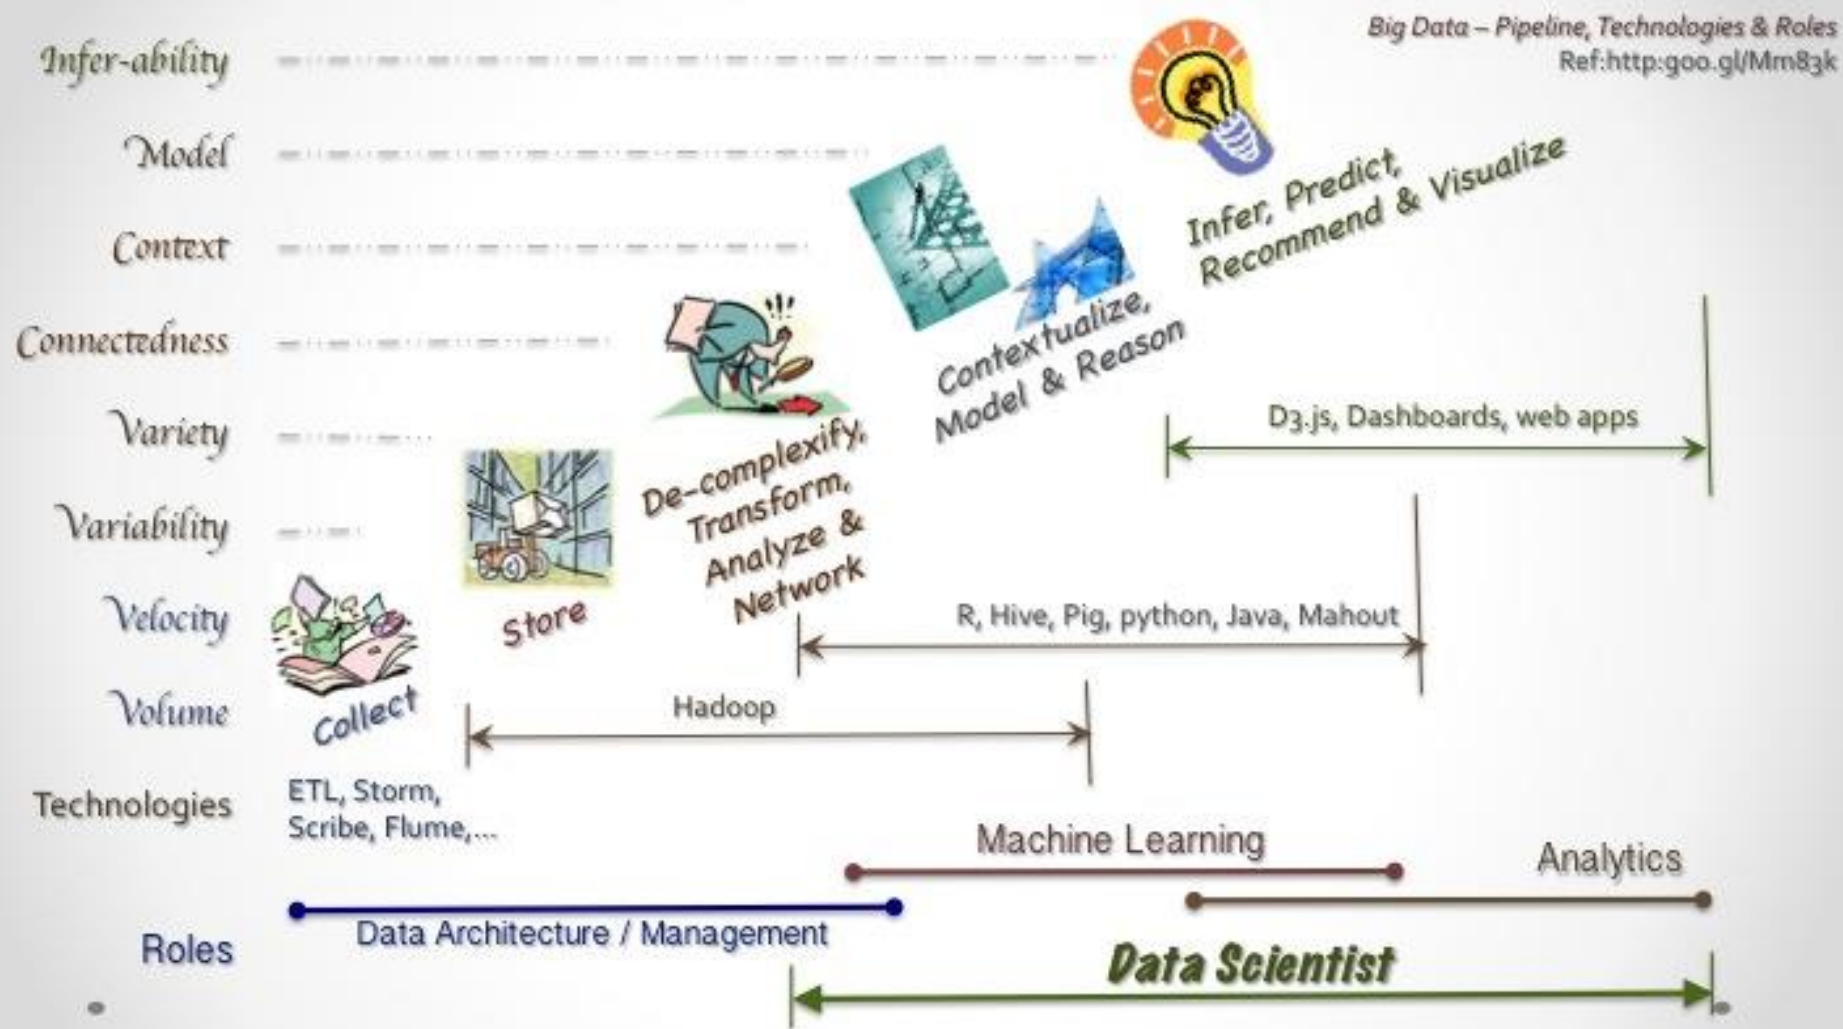 Big Data – Pipeline, Technologies & Roles
Ref:http:goo.gl/Mm83k
Infer-ability
Model
Context
Connectedness
Variety
Variability
Velocity
Volume
Technologies
Roles
Collect
Store
De-complexify,
Transform,
Analyze &
Network
Contextualize,
Model & Reason
Infer, Predict,
Recommend & Visualize
D3.js, Dashboards, web apps
R, Hive, Pig, python, Java, Mahout
Hadoop
ETL, Storm,
Scribe, Flume,...
Machine Learning
Analytics
Data Architecture / Management
Data Scientist